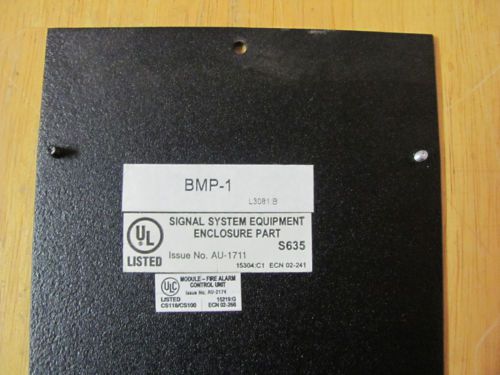 BMP-1
L3081:B
UL
SIGNAL SYSTEM EQUIPMENT
ENCLOSURE PART
S635
LISTED
Issue No. AU-1711
15304:C1 ECN 02-241
ULC
MODULE - FIRE ALARM
CONTROL UNIT
Issue No. AU-2174
LISTED
15219:G
CS118/CS100
ECN 02-266